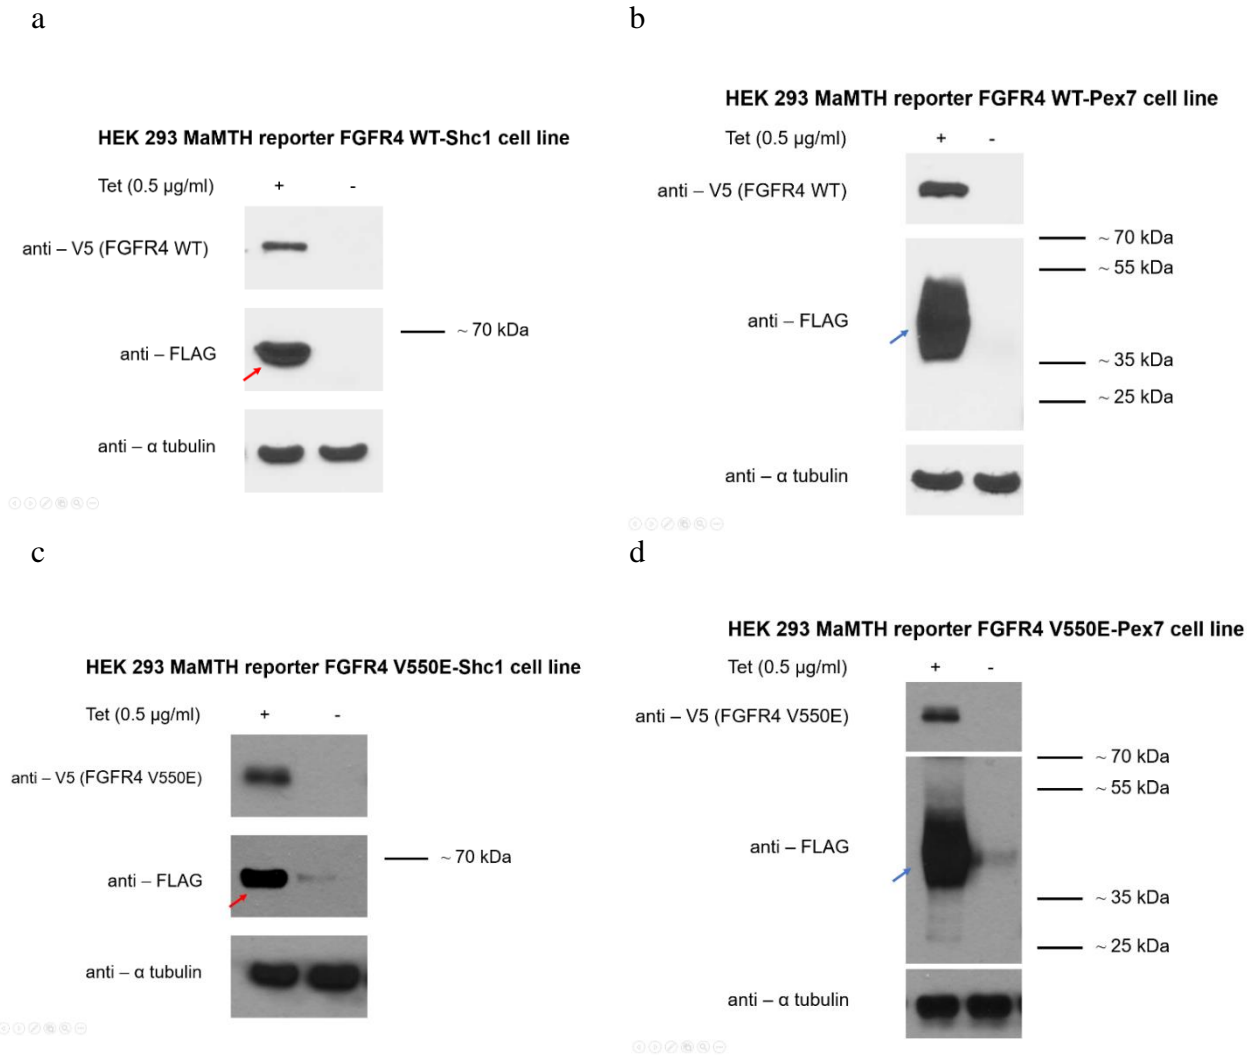 a
HEK 293 MaMTH reporter FGFR4 WT-Shc1 cell line
Tet (0.5 µg/ml) + -
anti – V5 (FGFR4 WT)
~ 70 kDa
anti – FLAG
anti – α tubulin
b
HEK 293 MaMTH reporter FGFR4 WT-Pex7 cell line
Tet (0.5 µg/ml) + -
anti – V5 (FGFR4 WT)
~ 70 kDa
~ 55 kDa
anti – FLAG
~ 35 kDa
~ 25 kDa
anti – α tubulin
c
HEK 293 MaMTH reporter FGFR4 V550E-Shc1 cell line
Tet (0.5 µg/ml) + -
anti – V5 (FGFR4 V550E)
~ 70 kDa
anti – FLAG
anti – α tubulin
d
HEK 293 MaMTH reporter FGFR4 V550E-Pex7 cell line
Tet (0.5 µg/ml) + -
anti – V5 (FGFR4 V550E)
~ 70 kDa
~ 55 kDa
anti – FLAG
~ 35 kDa
~ 25 kDa
anti – α tubulin